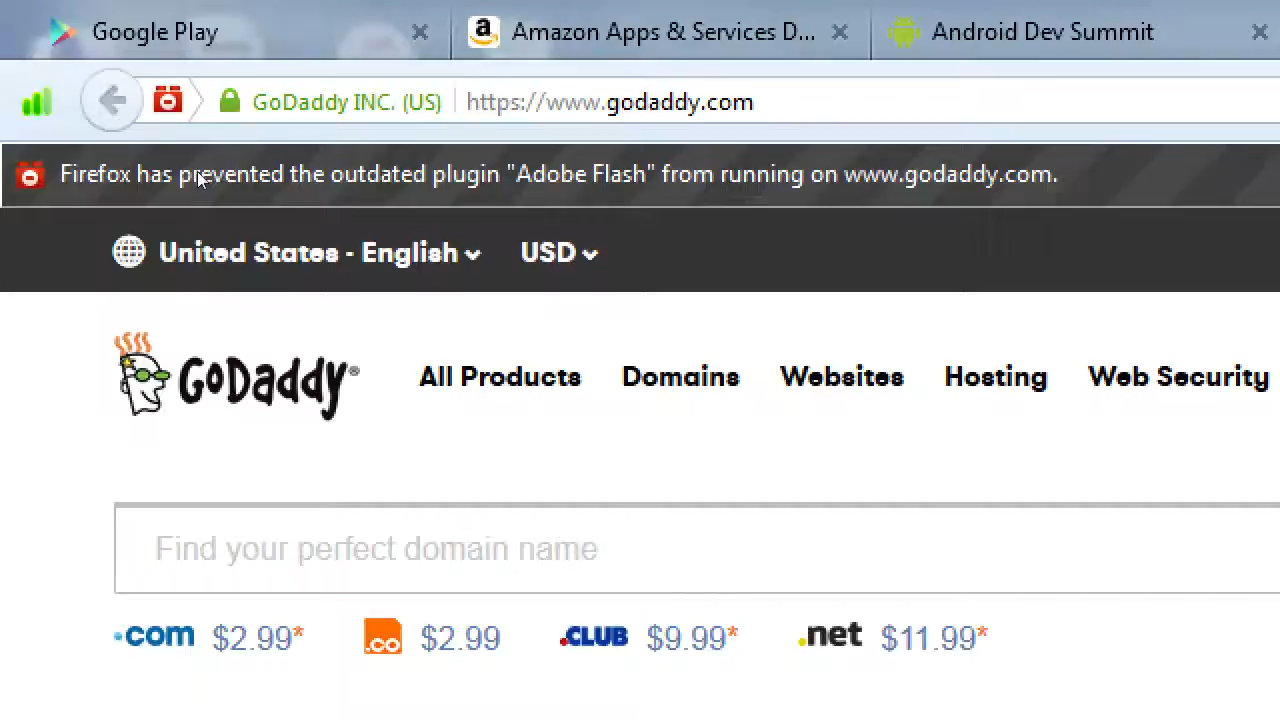 Google Play
Amazon Apps & Services D...
Android Dev Summit
GoDaddy INC. (US)
https://www.godaddy.com
Firefox has prevented the outdated plugin "Adobe Flash" from running on www.godaddy.com.
United States - English
USD
GoDaddy®
All Products
Domains
Websites
Hosting
Web Security
Find your perfect domain name
.com $2.99*
.co $2.99
.CLUB $9.99*
.net $11.99*